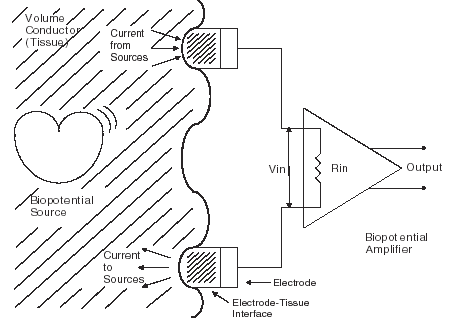 Volume
Conductor
(Tissue)
Current
from
Sources
Vin
Rin
Output
Biopotential
Source
Biopotential
Amplifier
Current
to
Sources
Electrode
Electrode-Tissue
Interface